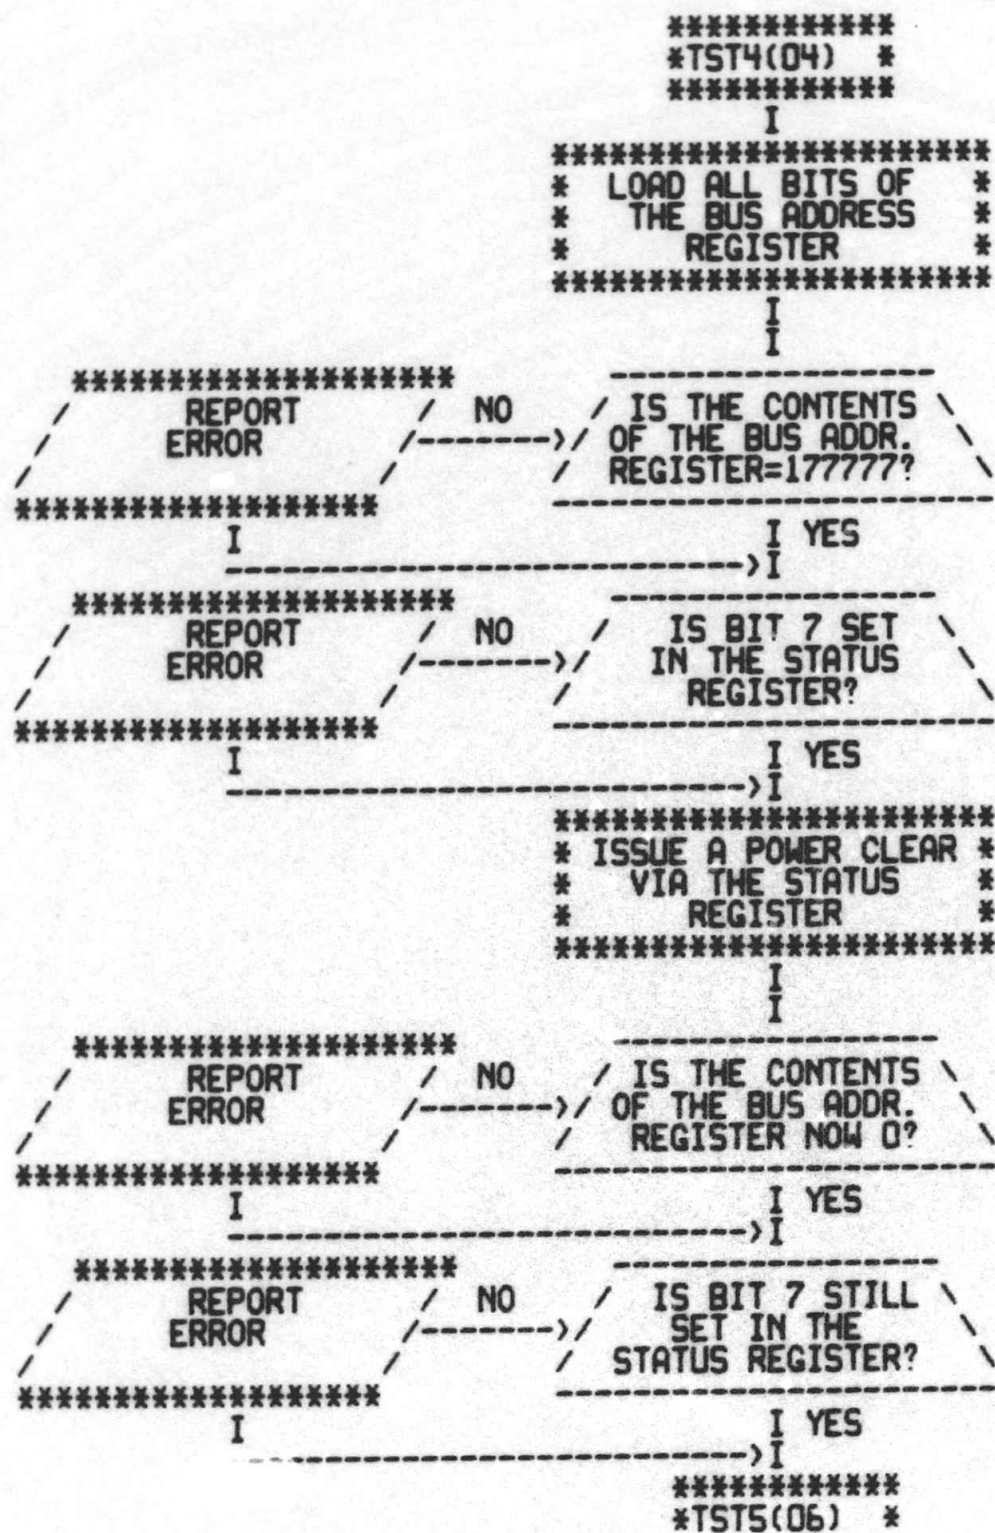 ************
*TST4(04) *
************
I
***********************
* LOAD ALL BITS OF *
* THE BUS ADDRESS *
* REGISTER *
***********************
I
I
******************** -----------------
/ REPORT / NO / IS THE CONTENTS \
/ ERROR /------->/ OF THE BUS ADDR. \
/ / / REGISTER=177777? \
******************* -----------------------
I I YES
---------------------------->I
******************** -----------------
/ REPORT / NO / IS BIT 7 SET \
/ ERROR /------->/ IN THE STATUS \
/ / / REGISTER? \
******************* -----------------------
I I YES
---------------------------->I
***********************
* ISSUE A POWER CLEAR *
* VIA THE STATUS *
* REGISTER *
***********************
I
I
******************** -----------------
/ REPORT / NO / IS THE CONTENTS \
/ ERROR /------->/ OF THE BUS ADDR. \
/ / / REGISTER NOW 0? \
******************* -----------------------
I I YES
---------------------------->I
******************** -----------------
/ REPORT / NO / IS BIT 7 STILL \
/ ERROR /------->/ SET IN THE \
/ / / STATUS REGISTER? \
******************* -----------------------
I I YES
---------------------------->I
************
*TST5(06) *